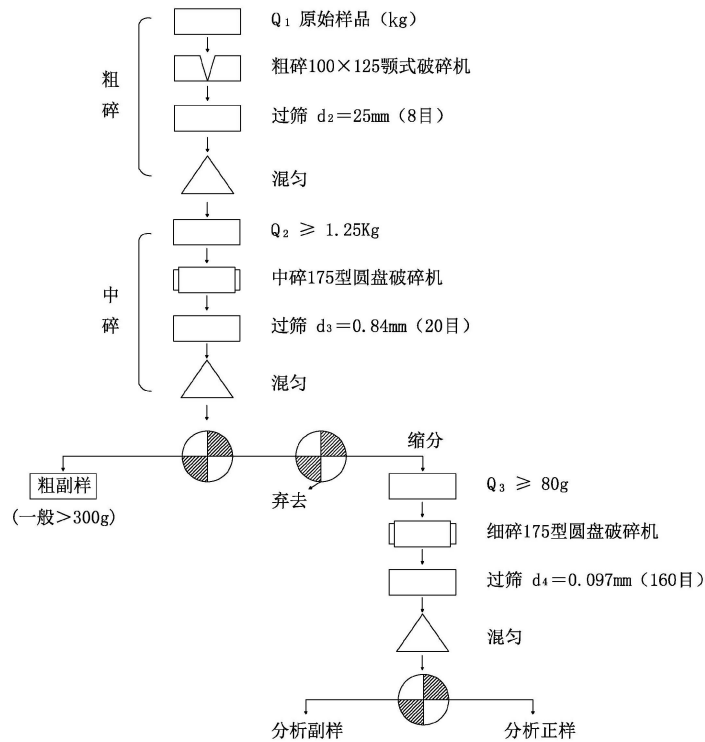 Q₁ 原始样品（kg）
粗碎
粗碎100×125颚式破碎机
过筛 d₂＝25mm（8目）
混匀
Q₂ ≥ 1.25Kg
中碎
中碎175型圆盘破碎机
过筛 d₃＝0.84mm（20目）
混匀
缩分
粗副样
(一般＞300g)
弃去
Q₃ ≥ 80g
细碎175型圆盘破碎机
过筛 d₄＝0.097mm（160目）
混匀
分析副样
分析正样